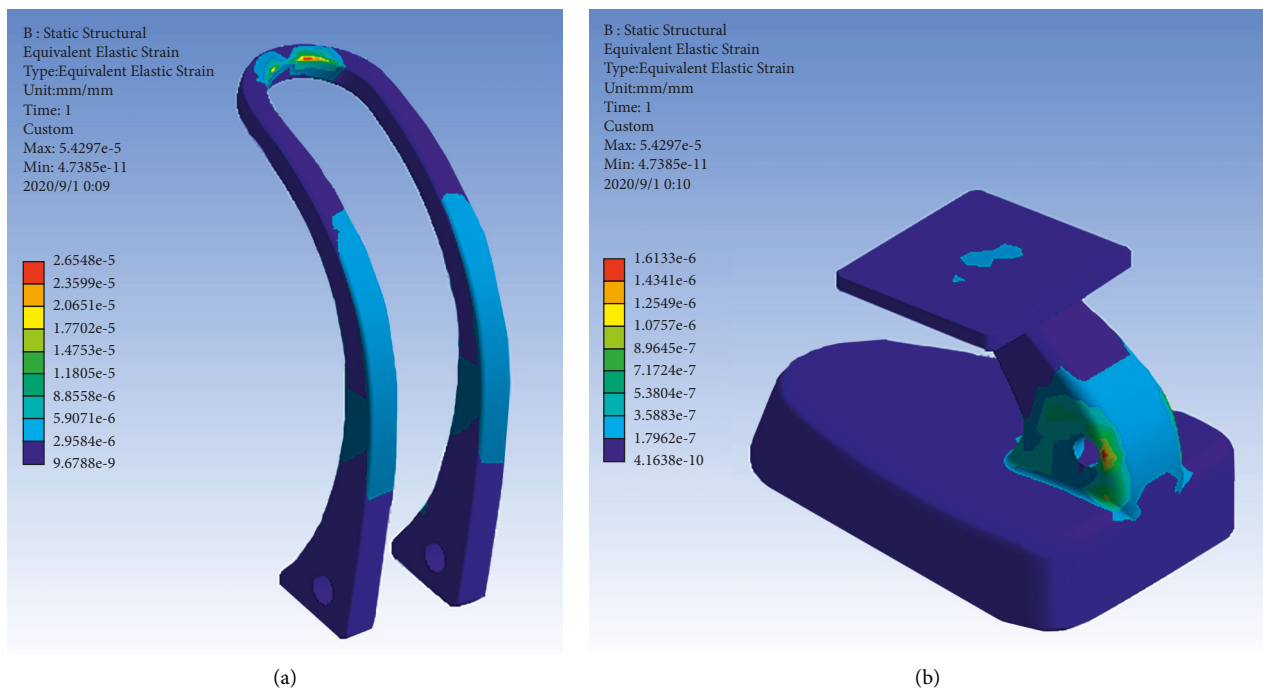 B : Static Structural
Equivalent Elastic Strain
Type:Equivalent Elastic Strain
Unit:mm/mm
Time: 1
Custom
Max: 5.4297e-5
Min: 4.7385e-11
2020/9/1 0:09
2.6548e-5
2.3599e-5
2.0651e-5
1.7702e-5
1.4753e-5
1.1805e-5
8.8558e-6
5.9071e-6
2.9584e-6
9.6788e-9
(a)
B : Static Structural
Equivalent Elastic Strain
Type:Equivalent Elastic Strain
Unit:mm/mm
Time: 1
Custom
Max: 5.4297e-5
Min: 4.7385e-11
2020/9/1 0:10
1.6133e-6
1.4341e-6
1.2549e-6
1.0757e-6
8.9645e-7
7.1724e-7
5.3804e-7
3.5883e-7
1.7962e-7
4.1638e-10
(b)